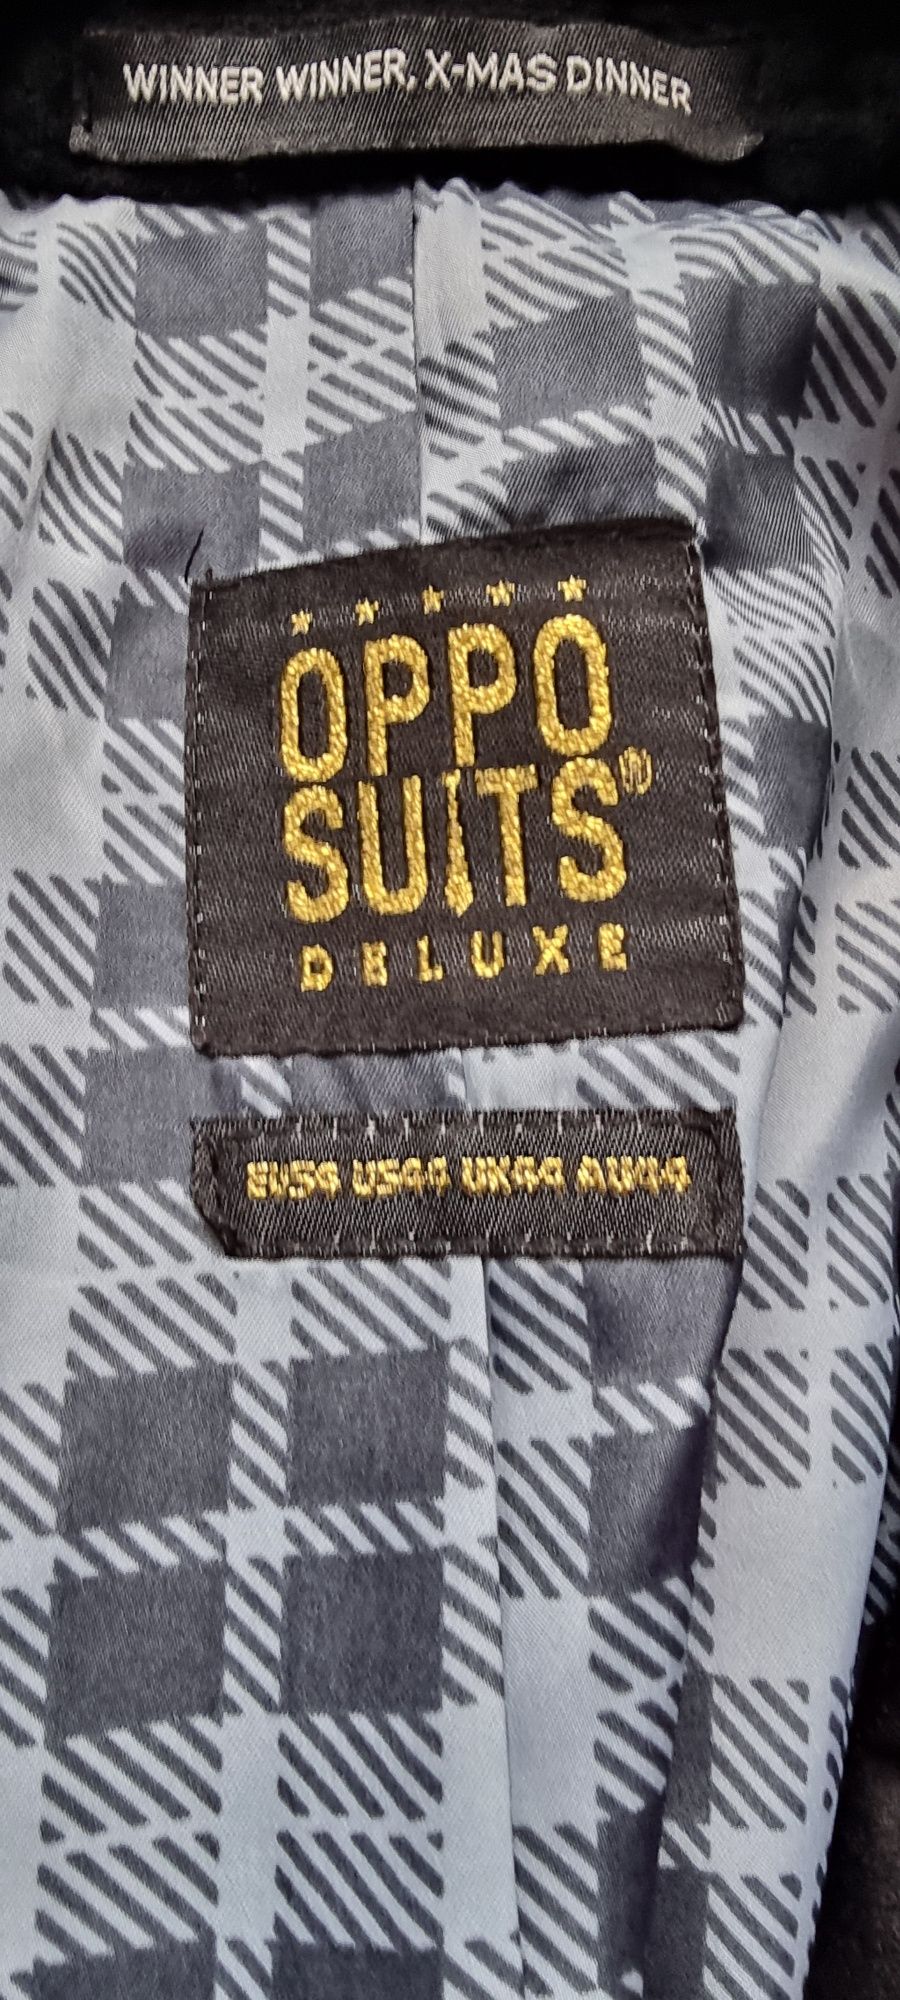 WINNER WINNER, X-MAS DINNER
OPPO
SUITS®
DELUXE
EU54 US44 UK44 AU44